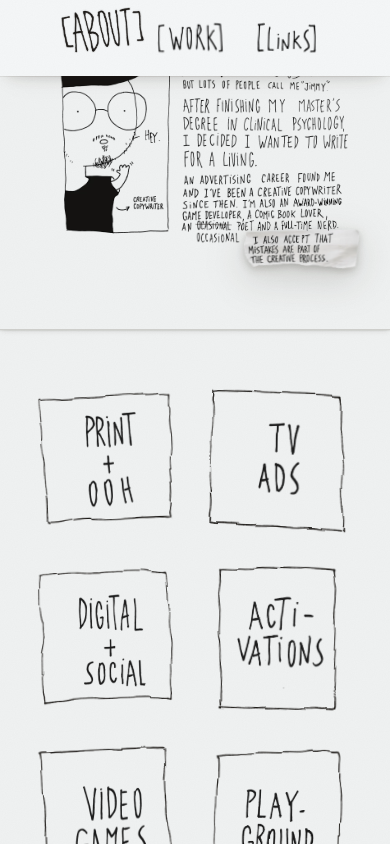 [ABOUT] [WORK] [LiNKS]
BUT LOTS OF PEOPLE CALL ME "JIMMY"
AFTER FINISHING MY MASTER'S
DEGREE IN CLINICAL PSYCHOLOGY,
I DECIDED I WANTED TO WRITE
FOR A LIVING.
AN ADVERTISING CAREER FOUND ME
AND I'VE BEEN A CREATIVE COPYWRITER
SINCE THEN. I'M ALSO AN AWARD-WINNING
GAME DEVELOPER, A COMIC BOOK LOVER,
AN POET AND A FULL-TIME NERD.
OCCASIONAL
I ALSO ACCEPT THAT
MISTAKES ARE PART OF
THE CREATIVE PROCESS.
HEY.
CREATIVE
COPYWRITER
PRiNT
+
OOH
TV
ADS
DiGiTAL
+
SOCiAL
ACTi-
VATiONS
ViDEO
GAMES
PLAY-
GROUND